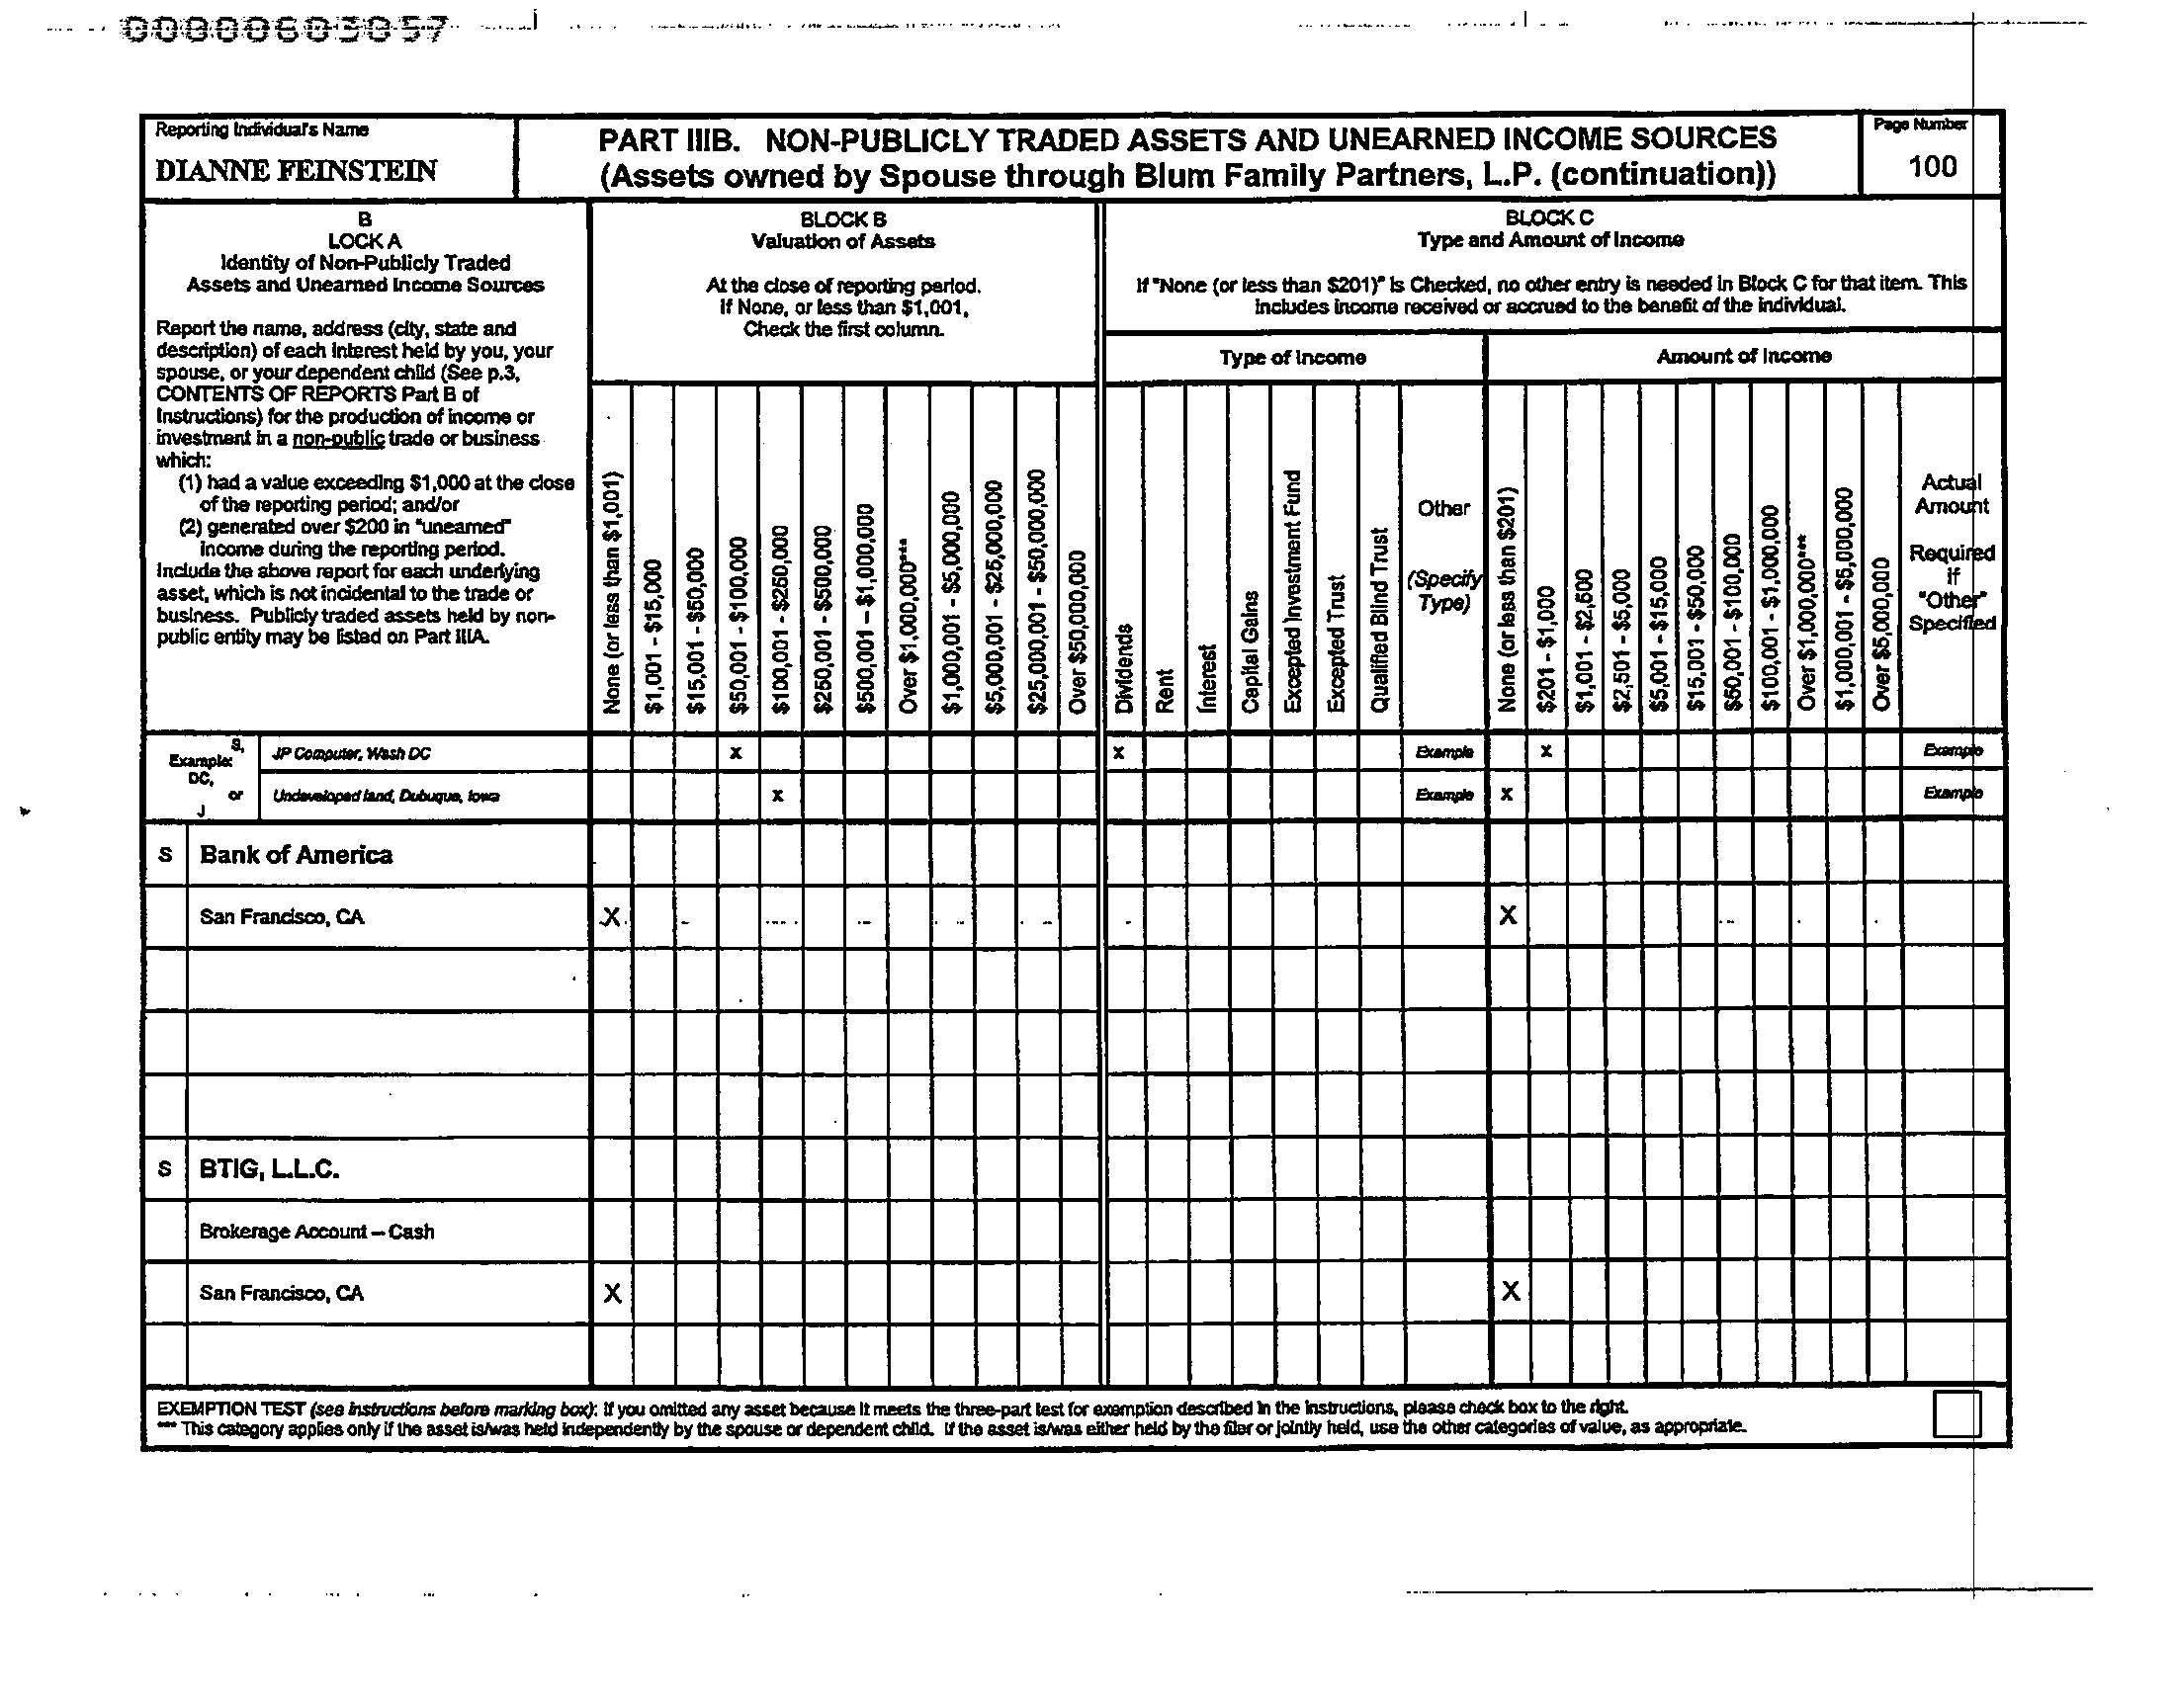 Reporting Individual's Name
DIANNE FEINSTEIN
PART IIIB. NON-PUBLICLY TRADED ASSETS AND UNEARNED INCOME SOURCES
(Assets owned by Spouse through Blum Family Partners, L.P. (continuation))
Page Number
100
B
LOCK A
Identity of Non-Publicly Traded
Assets and Unearned Income Sources
Report the name, address (city, state and
description) of each interest held by you, your
spouse, or your dependent child (See p.3,
CONTENTS OF REPORTS Part B of
Instructions) for the production of income or
investment in a non-public trade or business
which:
(1) had a value exceeding $1,000 at the close
of the reporting period; and/or
(2) generated over $200 in "unearned"
income during the reporting period.
Include the above report for each underlying
asset, which is not incidental to the trade or
business. Publicly traded assets held by non-
public entity may be listed on Part IIIA.
BLOCK B
Valuation of Assets
At the close of reporting period.
If None, or less than $1,001,
Check the first column.
None (or less than $1,001)
$1,001 - $15,000
$15,001 - $50,000
$50,001 - $100,000
$100,001 - $250,000
$250,001 - $500,000
$500,001 - $1,000,000
Over $1,000,000***
$1,000,001 - $5,000,000
$5,000,001 - $25,000,000
$25,000,001 - $50,000,000
Over $50,000,000
BLOCK C
Type and Amount of Income
If "None (or less than $201)" is Checked, no other entry is needed in Block C for that item. This
includes income received or accrued to the benefit of the individual.
Type of Income
Amount of Income
Dividends
Rent
Interest
Capital Gains
Excepted Investment Fund
Excepted Trust
Qualified Blind Trust
Other
(Specify
Type)
None (or less than $201)
$201 - $1,000
$1,001 - $2,500
$2,501 - $5,000
$5,001 - $15,000
$15,001 - $50,000
$50,001 - $100,000
$100,001 - $1,000,000
Over $1,000,000***
$1,000,001 - $5,000,000
Over $5,000,000
Actual
Amount
Required
if
"Other"
Specified
Example: S,
DC,
or
J
JP Computer, Wash DC X X Example X Example
Undeveloped land, Dubuque, Iowa X Example X Example
S Bank of America
San Francisco, CA X X
S BTIG, L.L.C.
Brokerage Account – Cash
San Francisco, CA X X
EXEMPTION TEST (see instructions before marking box): If you omitted any asset because it meets the three-part test for exemption described in the instructions, please check box to the right.
*** This category applies only if the asset is/was held independently by the spouse or dependent child. If the asset is/was either held by the filer or jointly held, use the other categories of value, as appropriate.